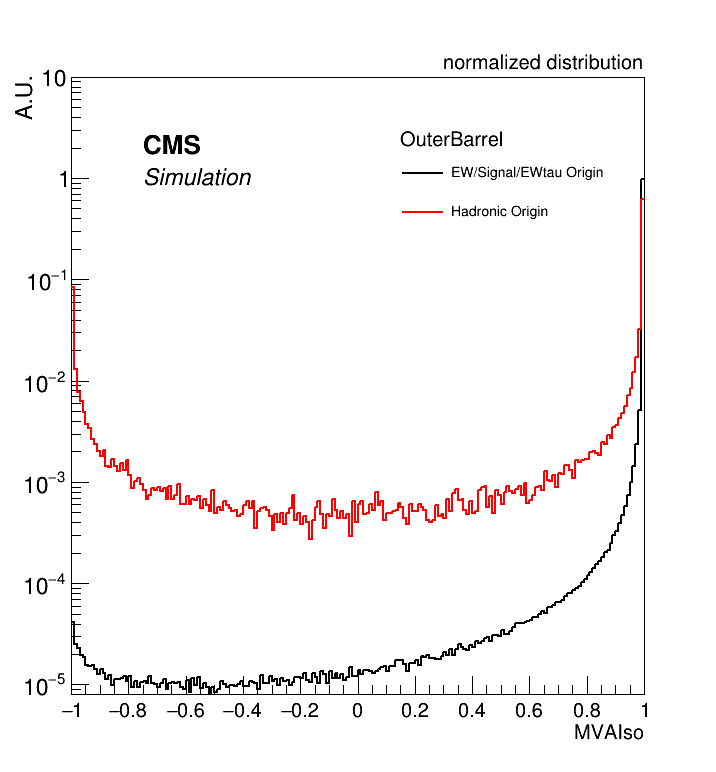 normalized distribution
A.U.
10
1
10⁻¹
10⁻²
10⁻³
10⁻⁴
10⁻⁵
CMS
Simulation
OuterBarrel
EW/Signal/EWtau Origin
Hadronic Origin
−1 −0.8 −0.6 −0.4 −0.2 0 0.2 0.4 0.6 0.8 1
MVAIso